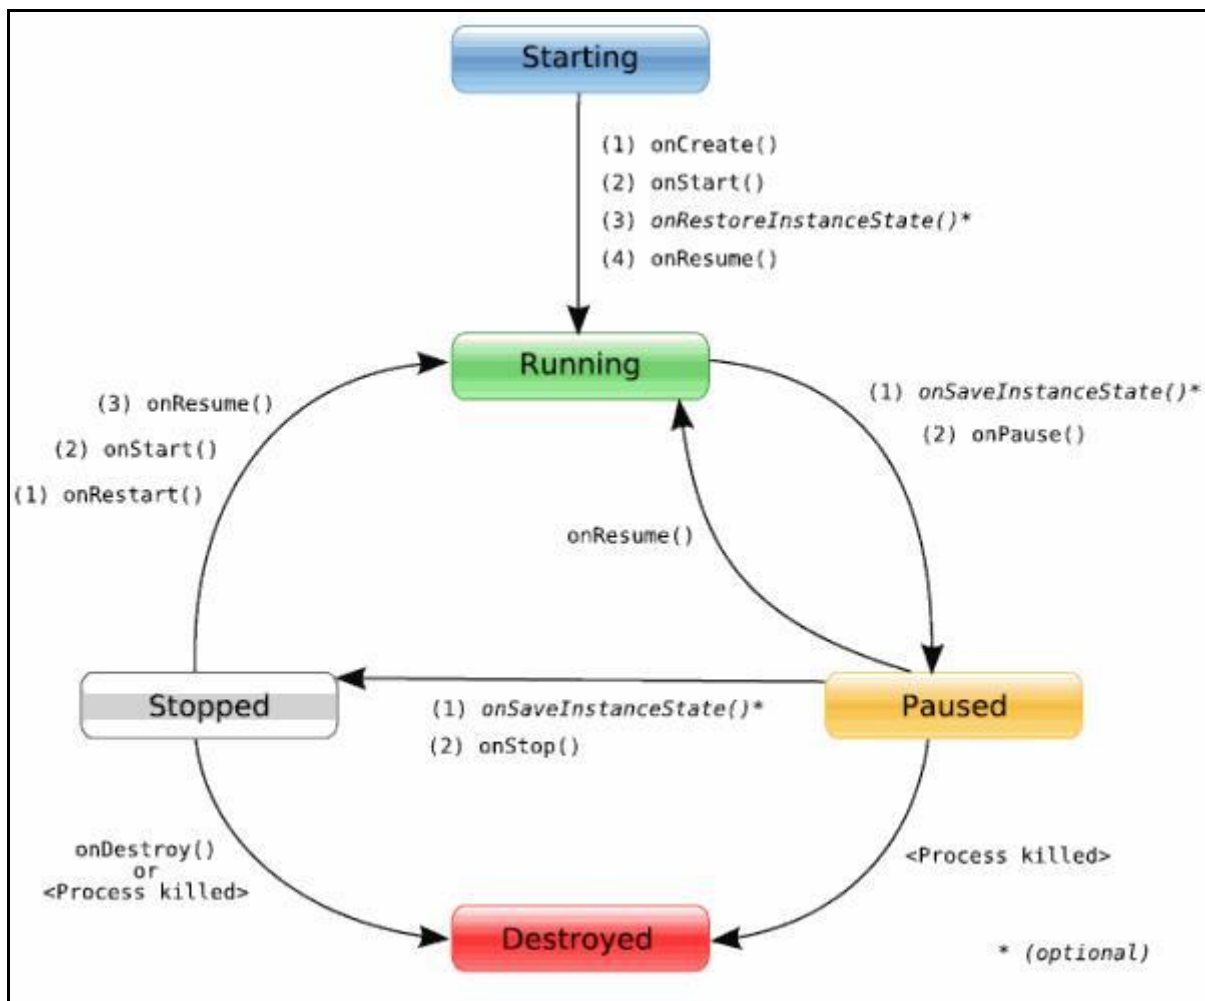 Starting
(1) onCreate()
(2) onStart()
(3) onRestoreInstanceState()*
(4) onResume()
Running
(3) onResume()
(2) onStart()
(1) onRestart()
(1) onSaveInstanceState()*
(2) onPause()
onResume()
Stopped
(1) onSaveInstanceState()*
(2) onStop()
Paused
onDestroy()
or
<Process killed>
<Process killed>
Destroyed
* (optional)